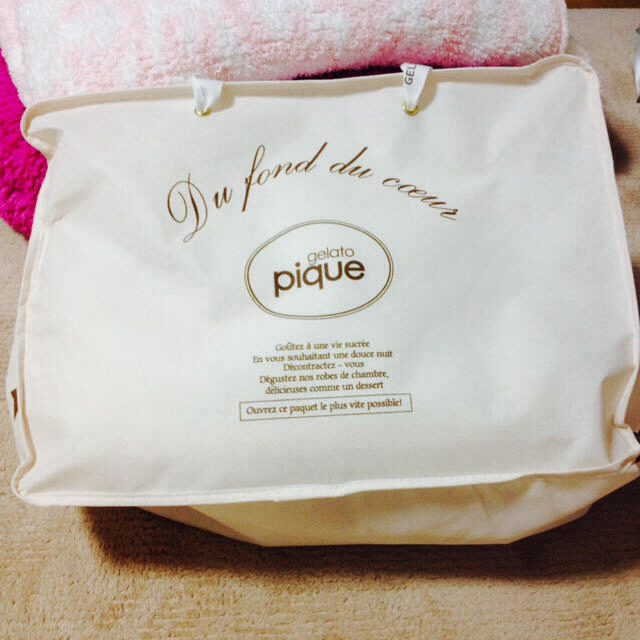 GEL
Du fond du cœur
gelato
pique
Goûtez à une vie sucrée
En vous souhaitant une douce nuit
Décontractez - vous
Dégustez nos robes de chambre,
délicieuses comme un dessert
Ouvrez ce paquet le plus vite possible!